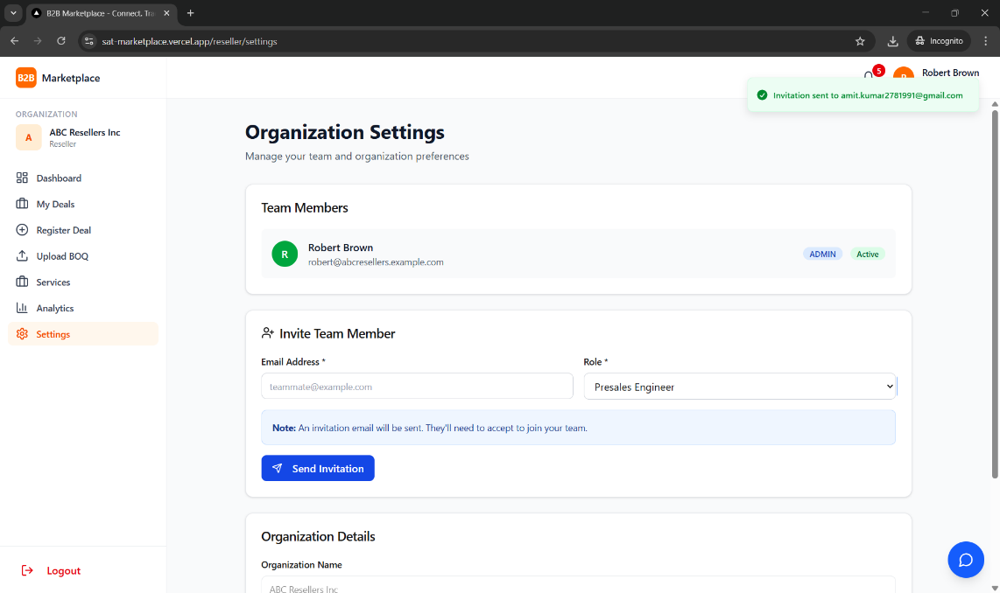 B2B Marketplace - Connect, Tra
sat-marketplace.vercel.app/reseller/settings
Incognito
B2B Marketplace
5
Robert Brown
Invitation sent to amit.kumar2781991@gmail.com
ORGANIZATION
A
ABC Resellers Inc
Reseller
Dashboard
My Deals
Register Deal
Upload BOQ
Services
Analytics
Settings
Logout
Organization Settings
Manage your team and organization preferences
Team Members
R
Robert Brown
robert@abcresellers.example.com
ADMIN
Active
Invite Team Member
Email Address *
Role *
teammate@example.com
Presales Engineer
Note: An invitation email will be sent. They'll need to accept to join your team.
Send Invitation
Organization Details
Organization Name
ABC Resellers Inc